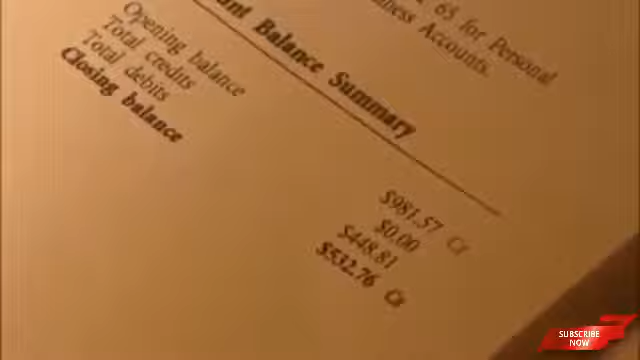 65 for Personal
Business Accounts.
Balance Summary
Opening balance $981.57 Cr
Total credits $0.00
Total debits $448.81
Closing balance $532.76 Cr
SUBSCRIBE
NOW